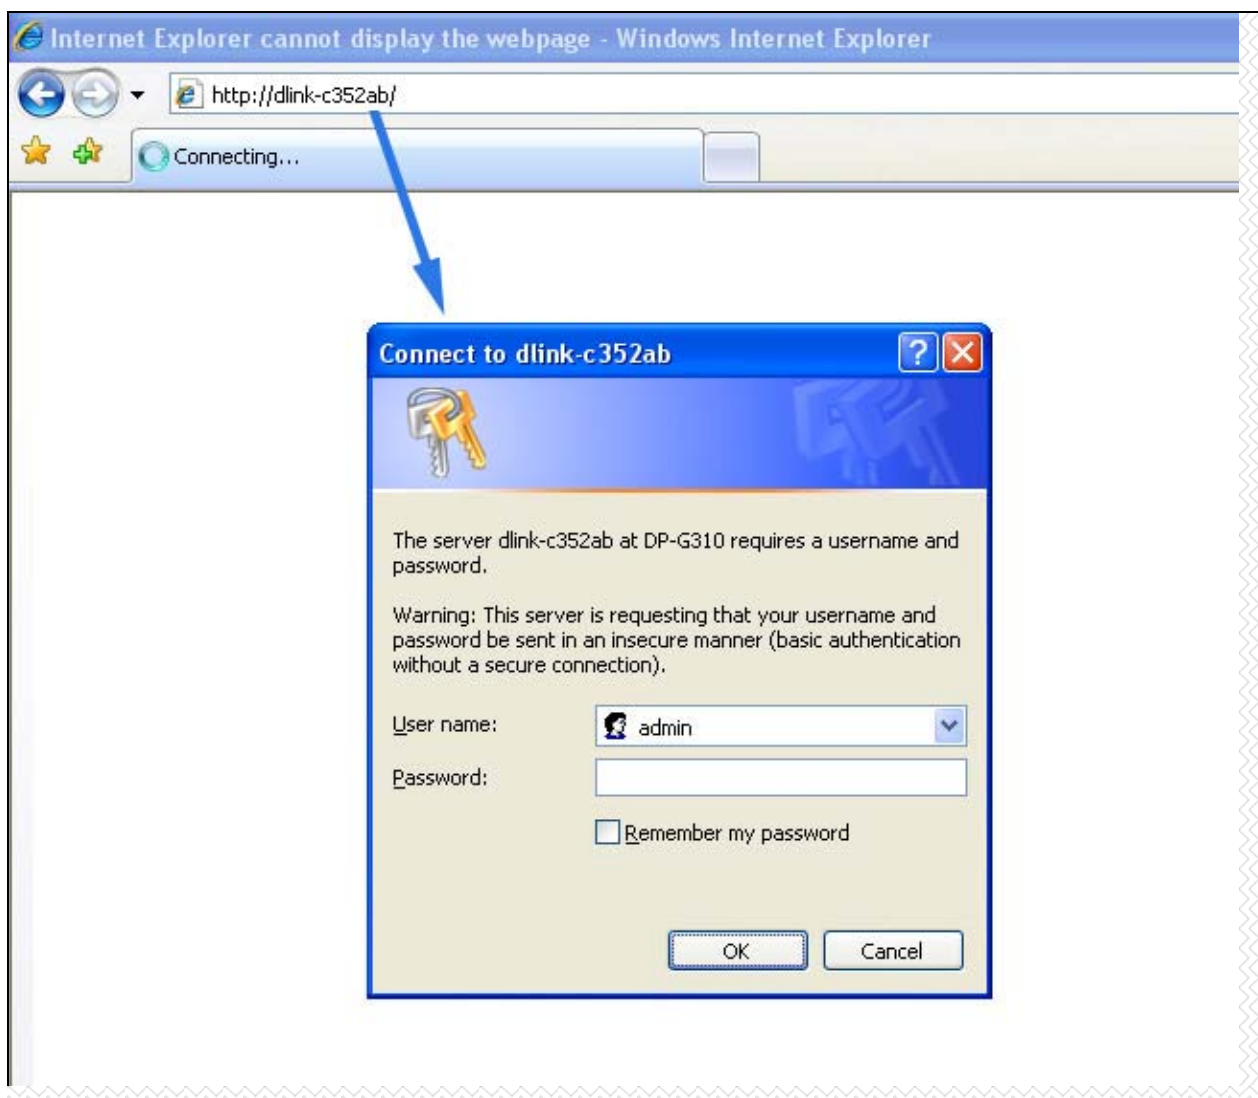 Internet Explorer cannot display the webpage - Windows Internet Explorer
http://dlink-c352ab/
Connecting...
Connect to dlink-c352ab
The server dlink-c352ab at DP-G310 requires a username and
password.
Warning: This server is requesting that your username and
password be sent in an insecure manner (basic authentication
without a secure connection).
User name:
admin
Password:
Remember my password
OK
Cancel